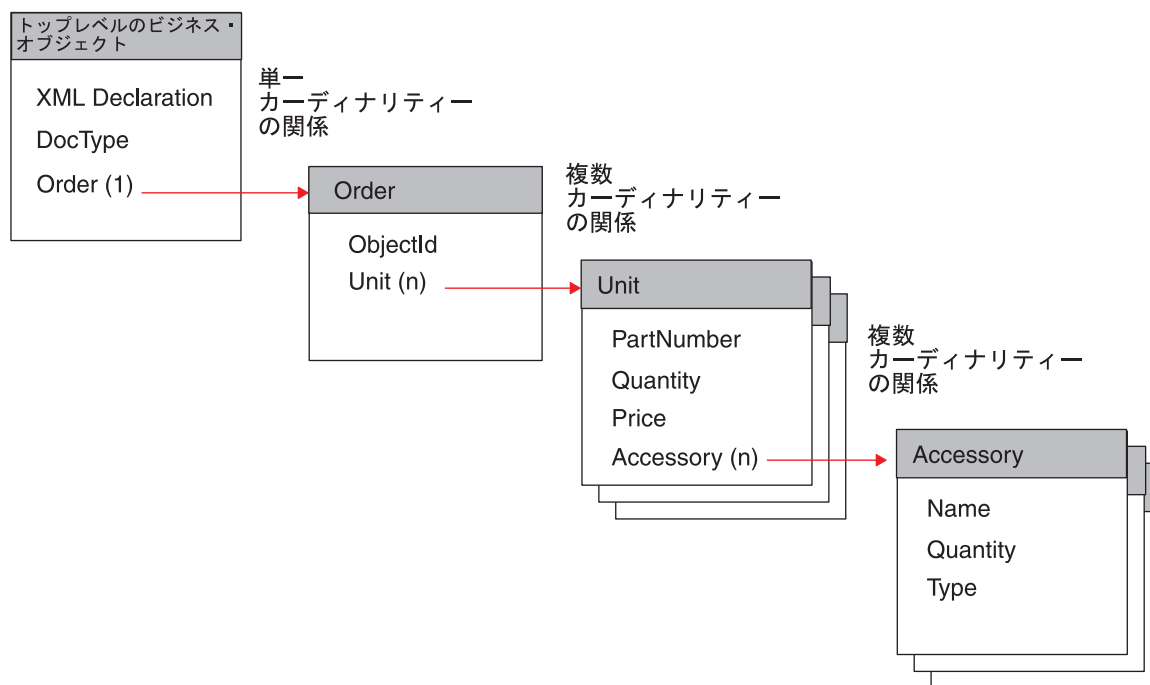 トップレベルのビジネス・
オブジェクト
XML Declaration
DocType
Order (1)
単一
カーディナリティー
の関係
Order
ObjectId
Unit (n)
複数
カーディナリティー
の関係
Unit
PartNumber
Quantity
Price
Accessory (n)
複数
カーディナリティー
の関係
Accessory
Name
Quantity
Type